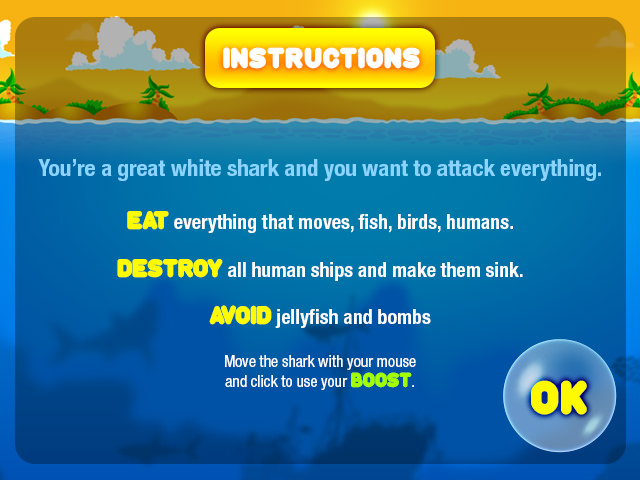 INSTRUCTIONS
You're a great white shark and you want to attack everything.
EAT everything that moves, fish, birds, humans.
DESTROY all human ships and make them sink.
AVOID jellyfish and bombs
Move the shark with your mouse
and click to use your BOOST.
OK